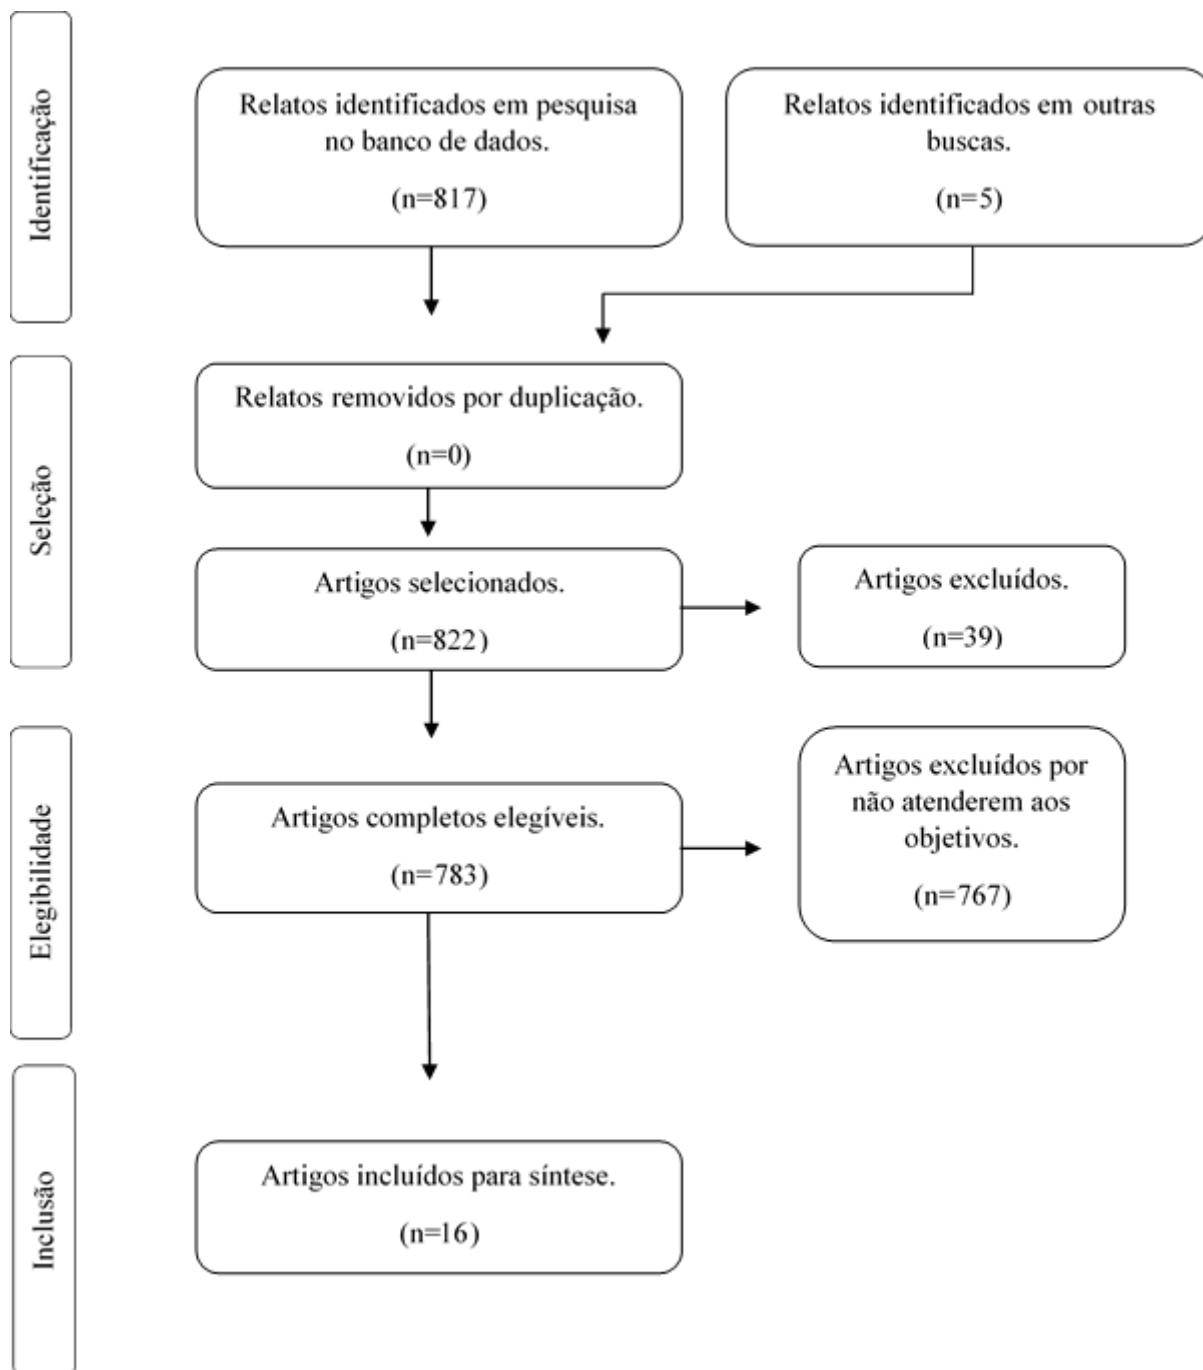 Identificação
Relatos identificados em pesquisa
no banco de dados.
(n=817)
Relatos identificados em outras
buscas.
(n=5)
Seleção
Relatos removidos por duplicação.
(n=0)
Artigos selecionados.
(n=822)
Artigos excluídos.
(n=39)
Elegibilidade
Artigos completos elegíveis.
(n=783)
Artigos excluídos por
não atenderem aos
objetivos.
(n=767)
Inclusão
Artigos incluídos para síntese.
(n=16)